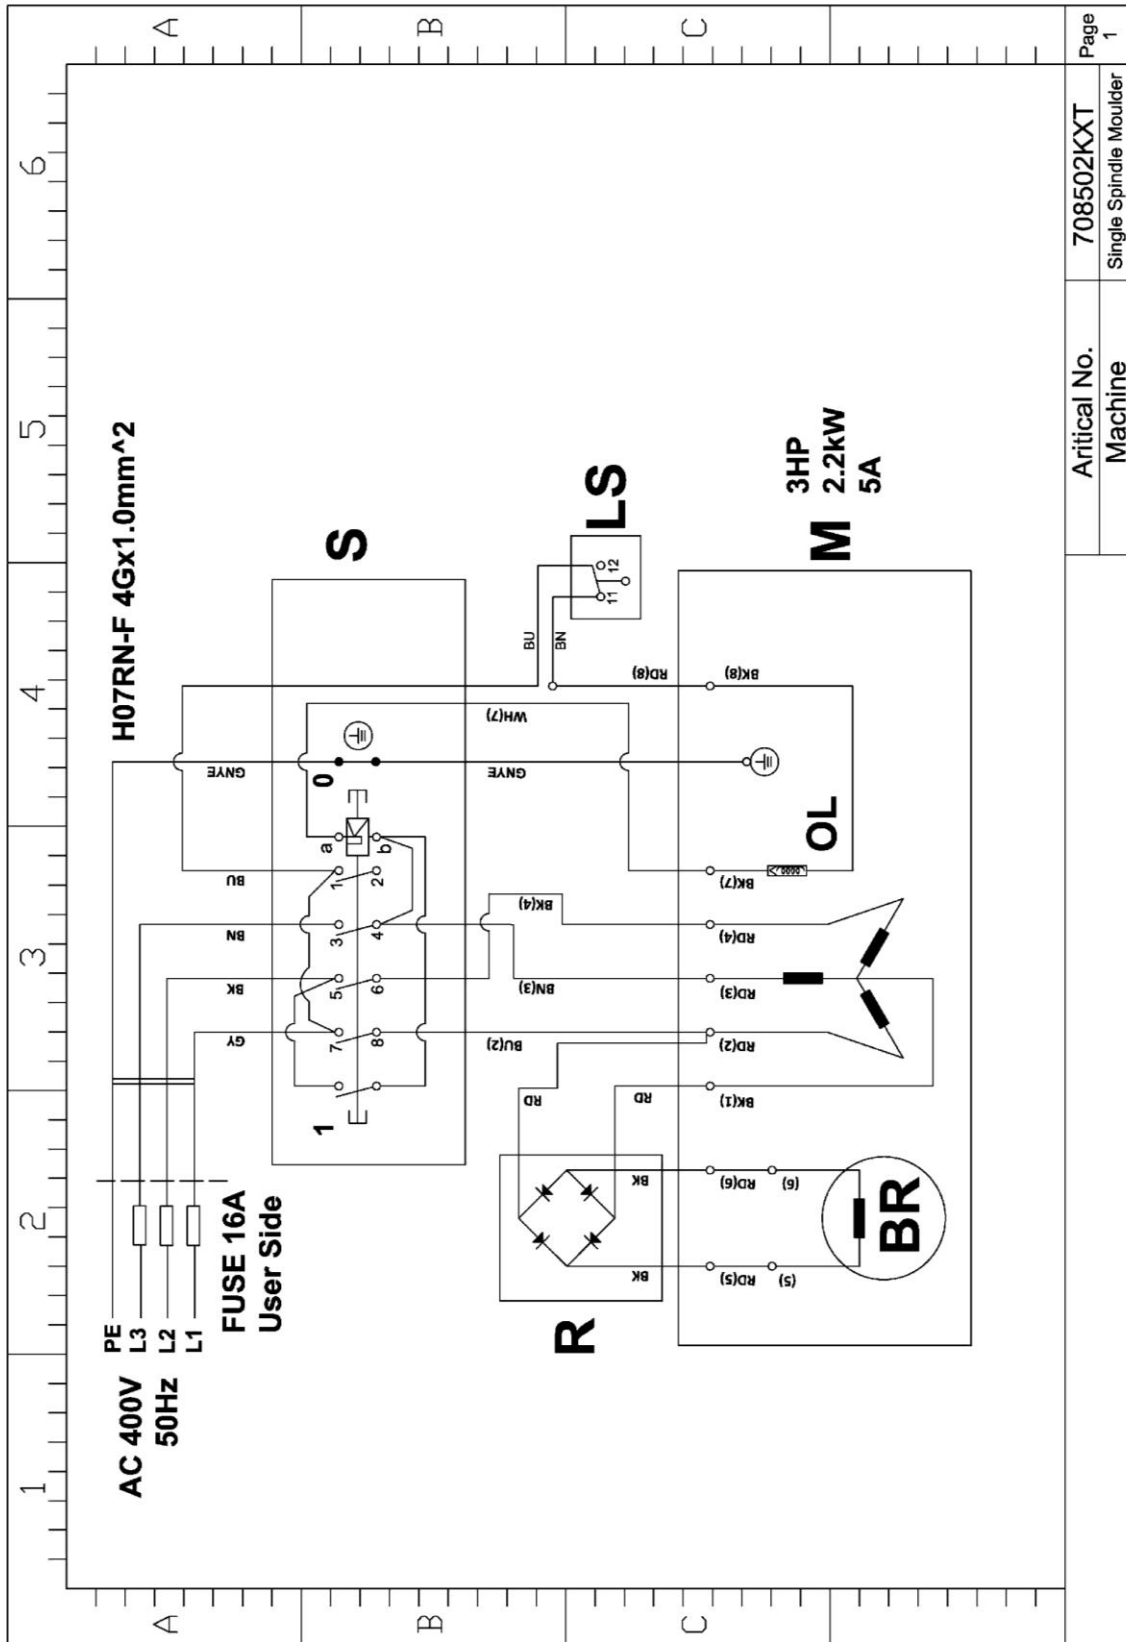 1 2 3 4 5 6
A
B
C
A
B
C
AC 400V
50Hz
PE
L3
L2
L1
FUSE 16A
User Side
H07RN-F 4Gx1.0mm^2
GY
BK
BN
BU
GNYE
S
1
0
7
5
3
1
a
8
6
4
2
b
BU(2)
BN(3)
BK(4)
GNYE
WH(7)
BU
BN
LS
11
12
RD(8)
BK(8)
R
RD
RD
BK
BK
RD(5)
RD(6)
BK(1)
RD(2)
RD(3)
RD(4)
BK(7)
(5)
(6)
BR
OL
M
3HP
2.2kW
5A
Aritical No.
708502KXT
Page
1
Machine
Single Spindle Moulder